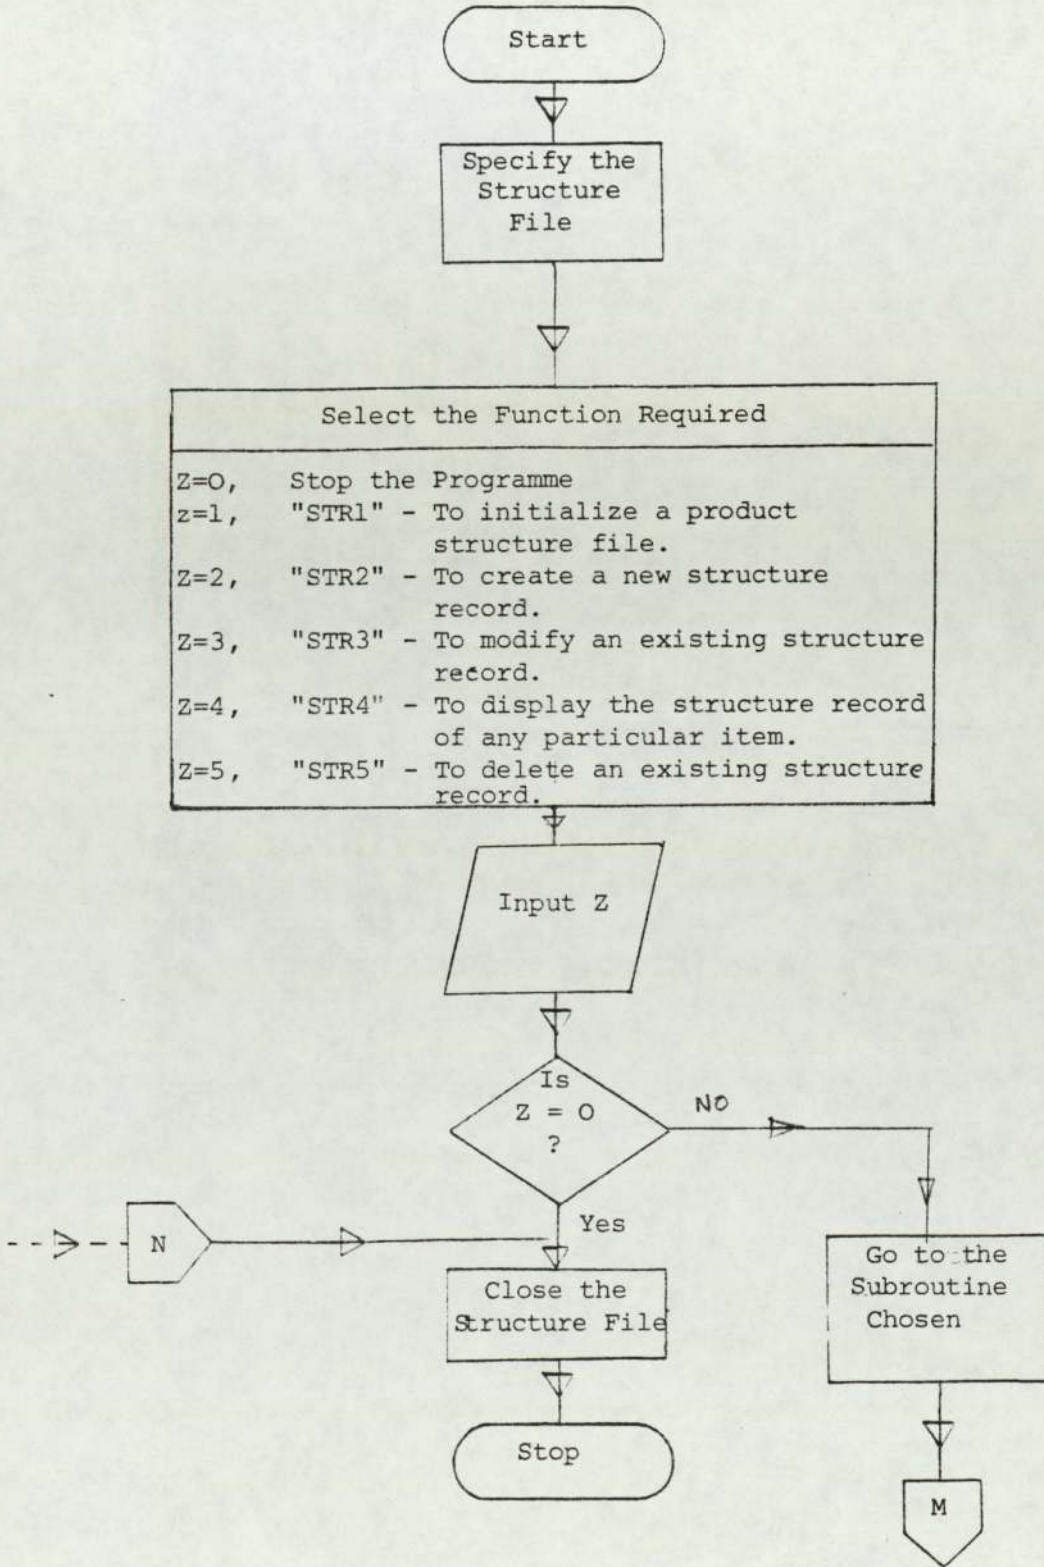 Start
Specify the
Structure
File
Select the Function Required
Z=O, Stop the Programme
z=1, "STR1" - To initialize a product
structure file.
Z=2, "STR2" - To create a new structure
record.
Z=3, "STR3" - To modify an existing structure
record.
Z=4, "STR4" - To display the structure record
of any particular item.
Z=5, "STR5" - To delete an existing structure
record.
Input Z
Is
Z = O
?
NO
Yes
N
Close the
Structure File
Go to the
Subroutine
Chosen
Stop
M